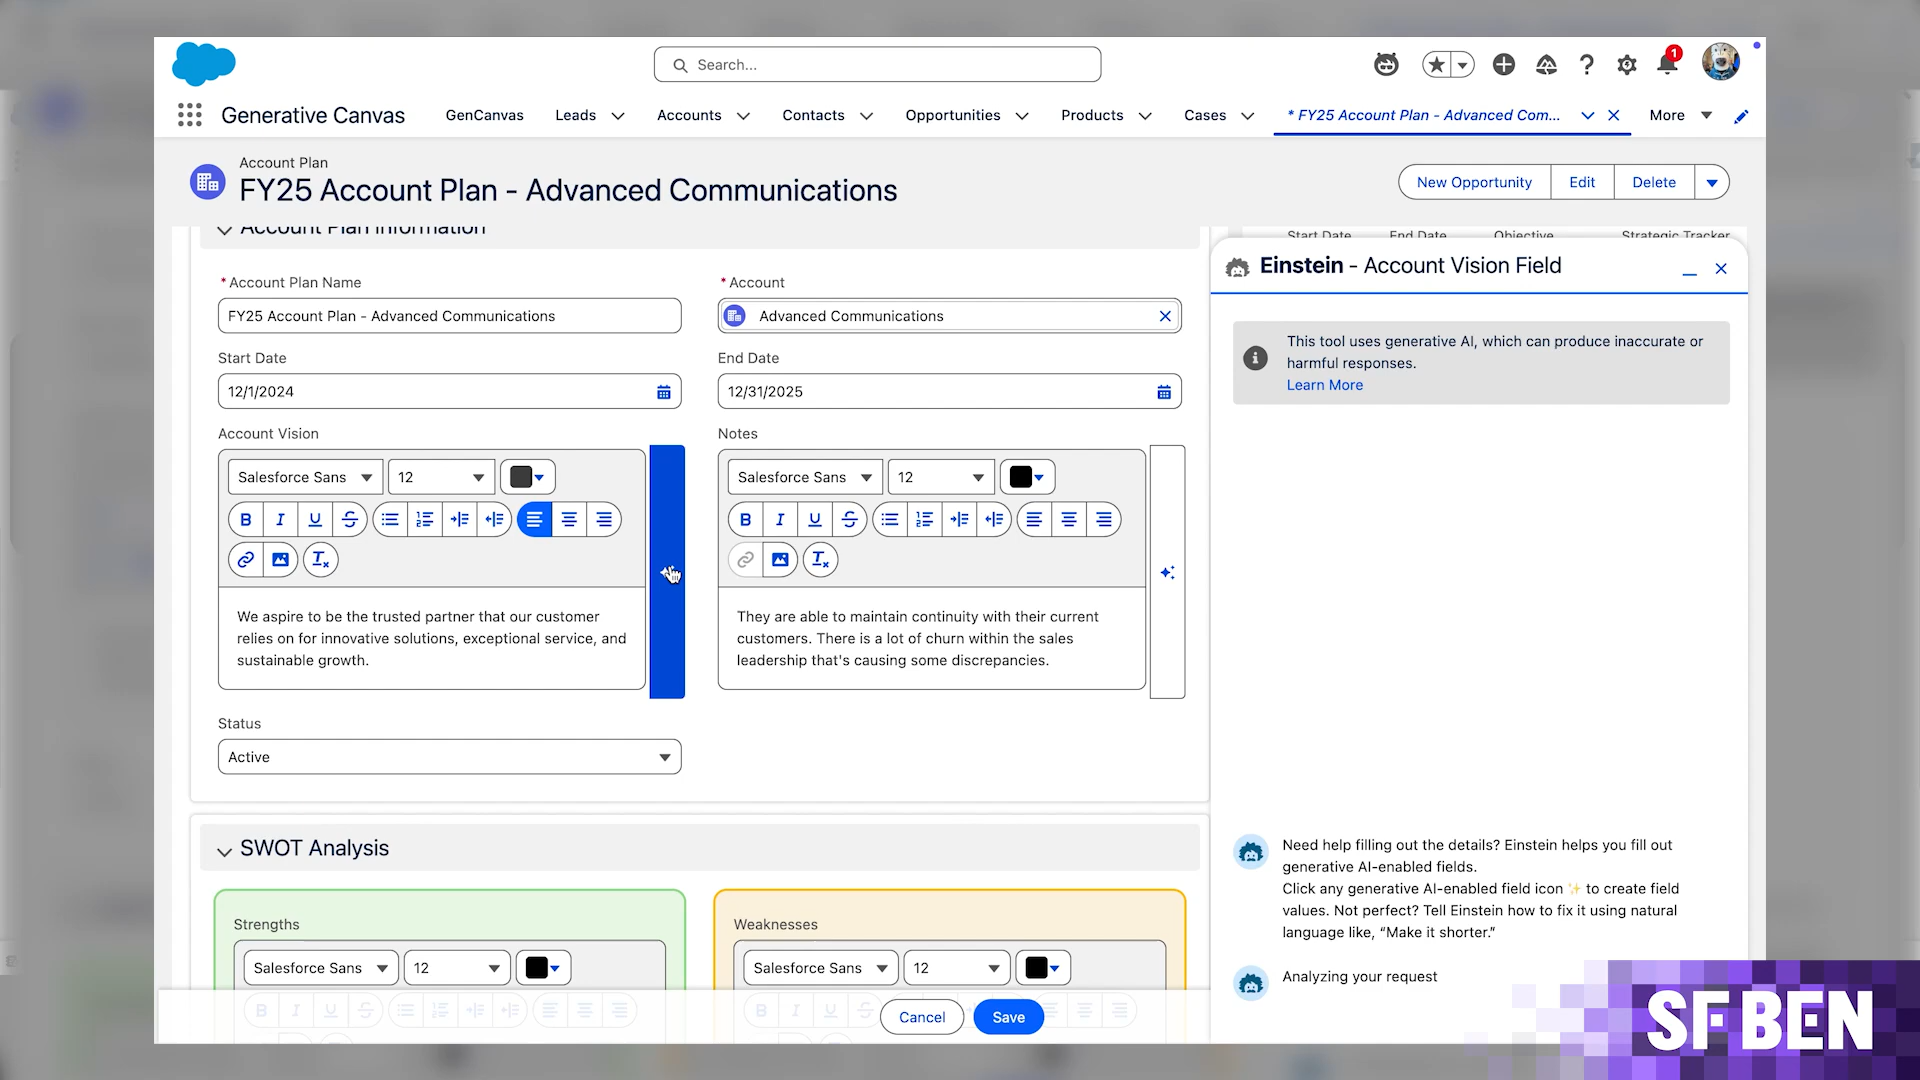 Search...
1
Generative Canvas
GenCanvas
Leads
Accounts
Contacts
Opportunities
Products
Cases
* FY25 Account Plan - Advanced Com...
More
Account Plan
FY25 Account Plan - Advanced Communications
New Opportunity
Edit
Delete
Account Plan Information
Start Date
End Date
Objective
Strategic Tracker
* Account Plan Name
FY25 Account Plan - Advanced Communications
* Account
Advanced Communications
Start Date
12/1/2024
End Date
12/31/2025
Account Vision
Salesforce Sans
12
B I U S
We aspire to be the trusted partner that our customer
relies on for innovative solutions, exceptional service, and
sustainable growth.
Notes
Salesforce Sans
12
B I U S
They are able to maintain continuity with their current
customers. There is a lot of churn within the sales
leadership that's causing some discrepancies.
Status
Active
SWOT Analysis
Strengths
Salesforce Sans
12
B I U S
Weaknesses
Salesforce Sans
12
B I U S
Cancel
Save
Einstein - Account Vision Field
This tool uses generative AI, which can produce inaccurate or
harmful responses.
Learn More
Need help filling out the details? Einstein helps you fill out
generative AI-enabled fields.
Click any generative AI-enabled field icon ✨ to create field
values. Not perfect? Tell Einstein how to fix it using natural
language like, “Make it shorter.”
Analyzing your request
SF BEN